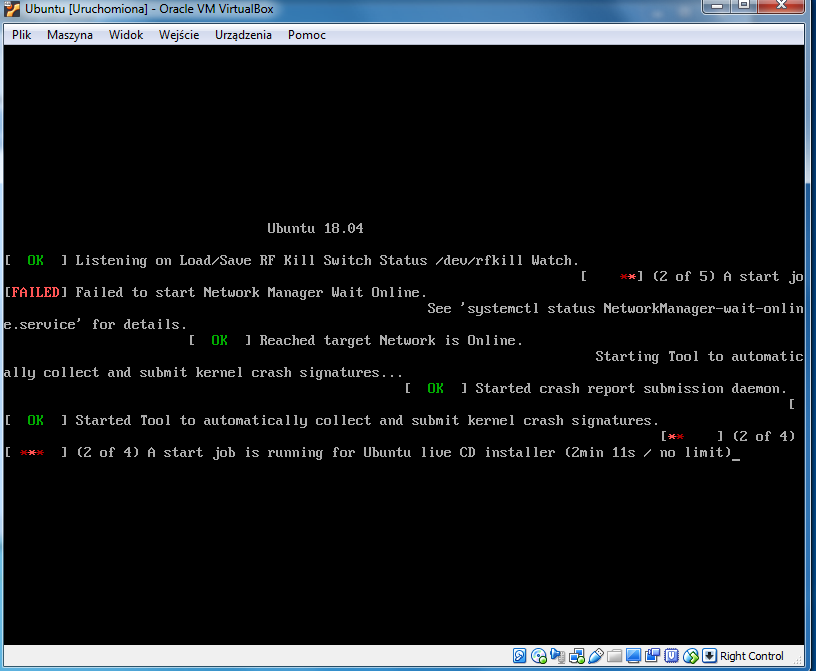 Ubuntu [Uruchomiona] - Oracle VM VirtualBox
Plik Maszyna Widok Wejście Urządzenia Pomoc
Ubuntu 18.04
[  OK  ] Listening on Load/Save RF Kill Switch Status /dev/rfkill Watch.
[    **] (2 of 5) A start jo
[FAILED] Failed to start Network Manager Wait Online.
See 'systemctl status NetworkManager-wait-onlin
e.service' for details.
[  OK  ] Reached target Network is Online.
Starting Tool to automatic
ally collect and submit kernel crash signatures...
[  OK  ] Started crash report submission daemon.
[
[  OK  ] Started Tool to automatically collect and submit kernel crash signatures.
[**    ] (2 of 4)
[ ***  ] (2 of 4) A start job is running for Ubuntu live CD installer (2min 11s / no limit)_
Right Control